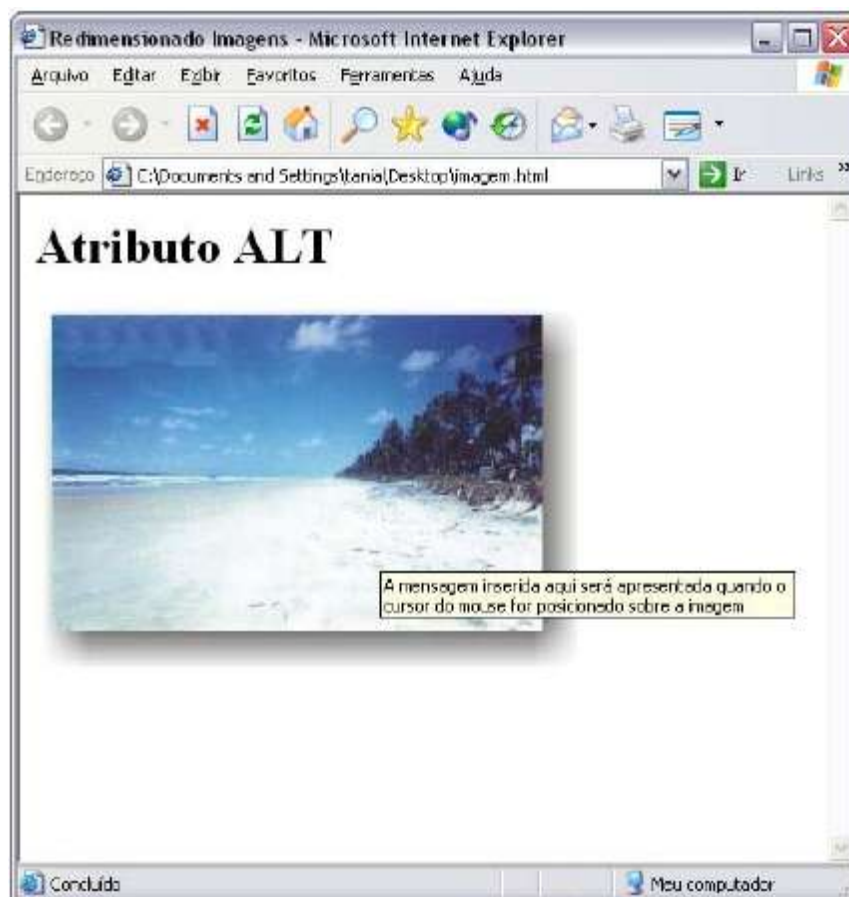 Redimensionado Imagens - Microsoft Internet Explorer
Arquivo Editar Exibir Favoritos Ferramentas Ajuda
Endereço C:\Documents and Settings\tania\Desktop\imagem.html Ir Links »
Atributo ALT
A mensagem inserida aqui será apresentada quando o
cursor do mouse for posicionado sobre a imagem
Concluído Meu computador